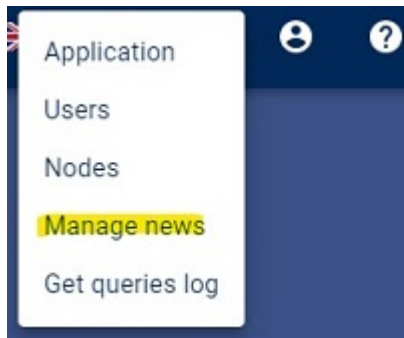 Application
Users
Nodes
Manage news
Get queries log